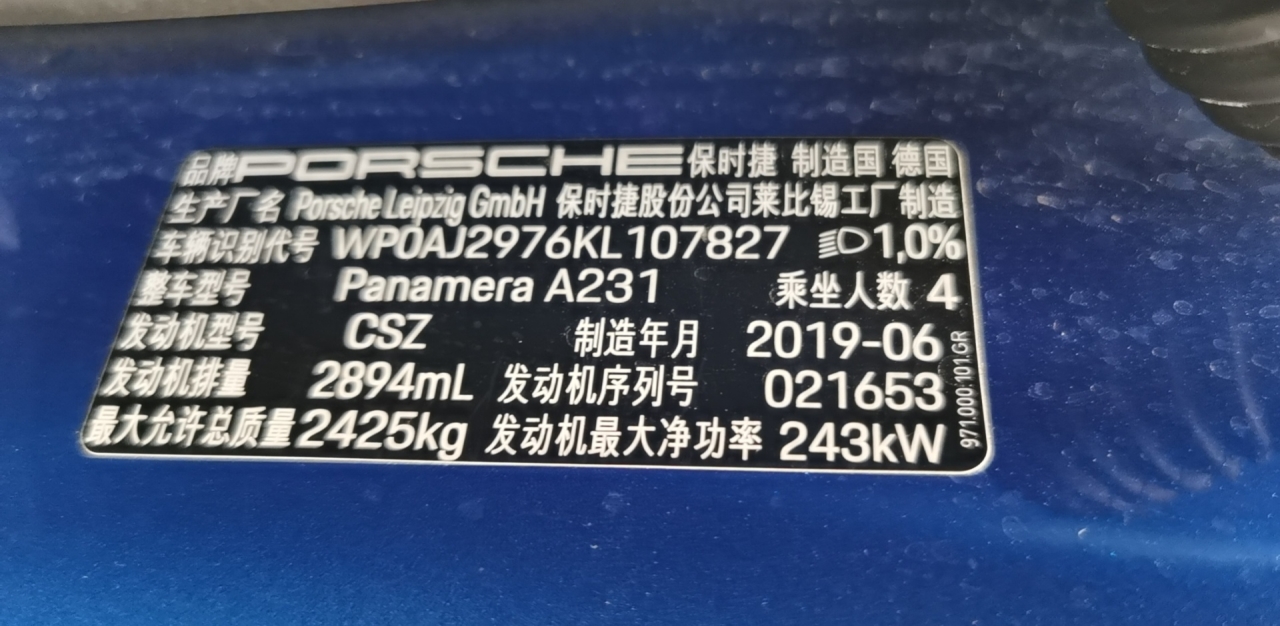 品牌 PORSCHE 保时捷 制造国 德国
生产厂名 Porsche Leipzig GmbH 保时捷股份公司莱比锡工厂制造
车辆识别代号 WP0AJ2976KL107827 1,0%
整车型号 Panamera A231 乘坐人数 4
发动机型号 CSZ 制造年月 2019-06
发动机排量 2894mL 发动机序列号 021653
最大允许总质量 2425kg 发动机最大净功率 243kW
971.000.101.GR